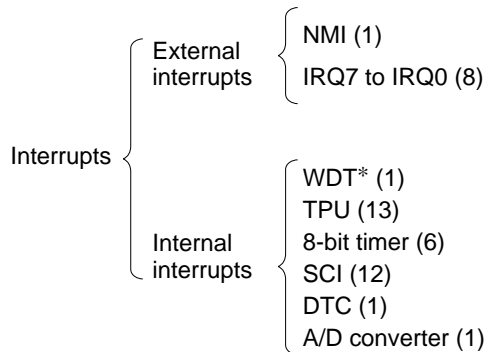 Interrupts
External
interrupts
NMI (1)
IRQ7 to IRQ0 (8)
Internal
interrupts
WDT* (1)
TPU (13)
8-bit timer (6)
SCI (12)
DTC (1)
A/D converter (1)